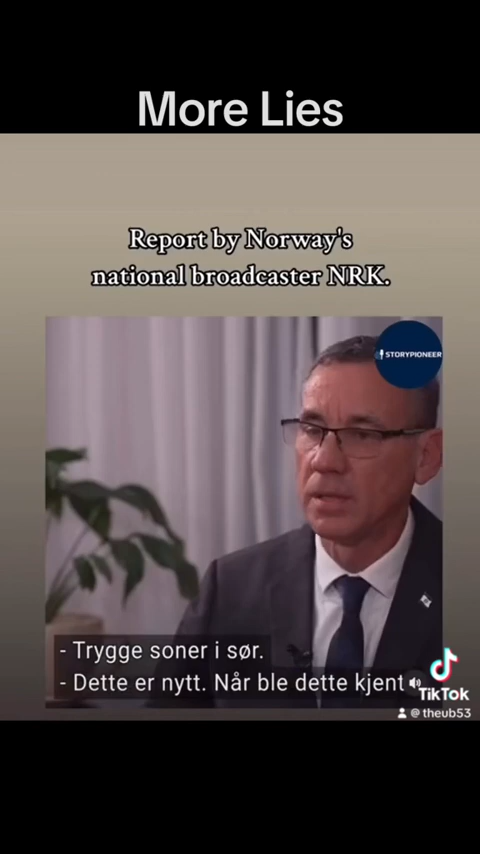 More Lies
Report by Norway's
national broadcaster NRK.
STORYPIONEER
- Trygge soner i sør.
- Dette er nytt. Når ble dette kjent
TikTok
@theub53